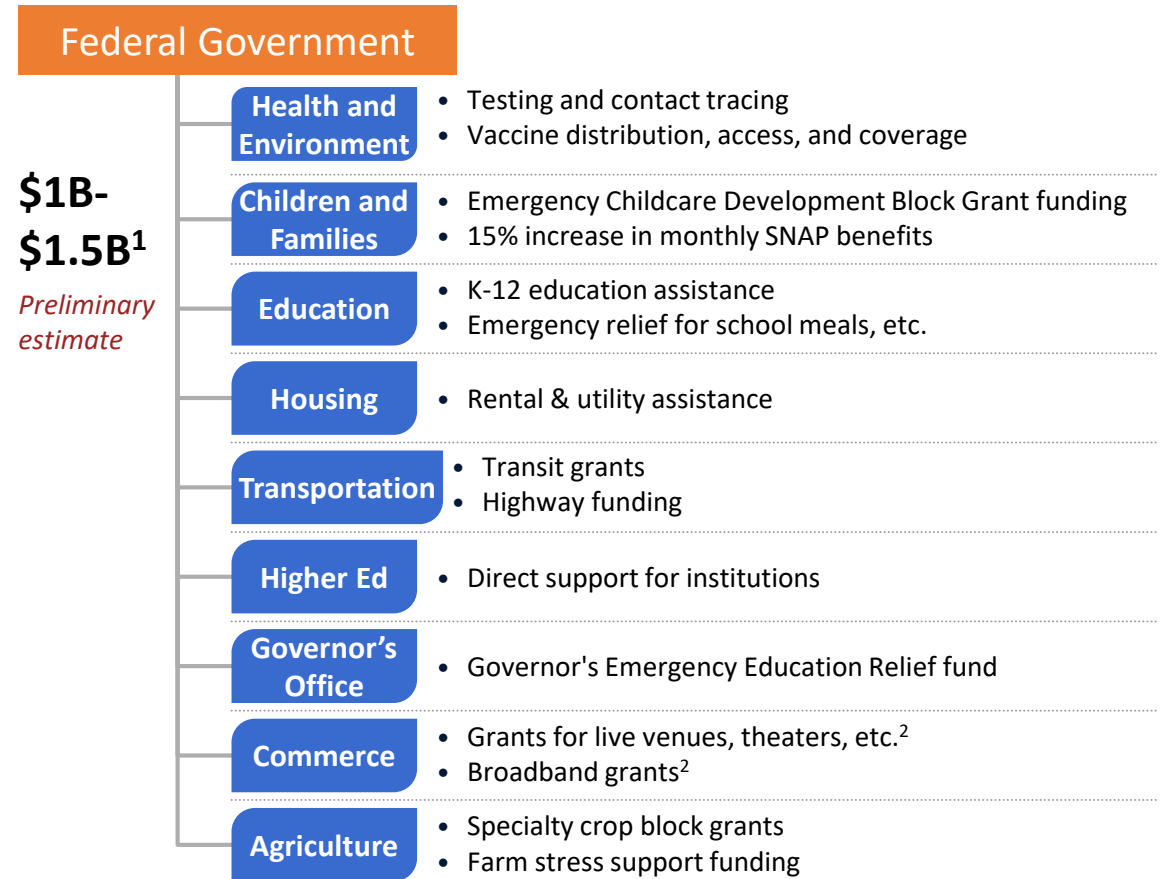 Federal Government
$1B-
$1.5B1
Preliminary
estimate
Health and
Environment
• Testing and contact tracing
• Vaccine distribution, access, and coverage
Children and
Families
• Emergency Childcare Development Block Grant funding
• 15% increase in monthly SNAP benefits
Education
• K-12 education assistance
• Emergency relief for school meals, etc.
Housing
• Rental & utility assistance
Transportation
• Transit grants
• Highway funding
Higher Ed
• Direct support for institutions
Governor’s
Office
• Governor's Emergency Education Relief fund
Commerce
• Grants for live venues, theaters, etc.2
• Broadband grants2
Agriculture
• Specialty crop block grants
• Farm stress support funding